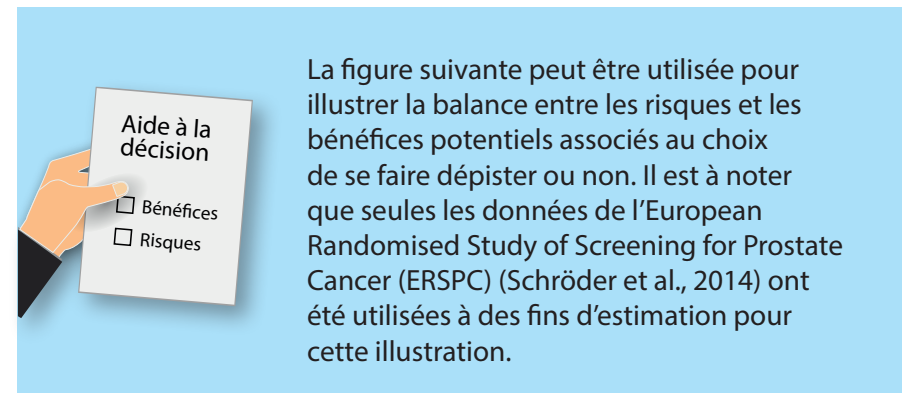 Aide à la
décision
Bénéfices
Risques
La figure suivante peut être utilisée pour
illustrer la balance entre les risques et les
bénéfices potentiels associés au choix
de se faire dépister ou non. Il est à noter
que seules les données de l'European
Randomised Study of Screening for Prostate
Cancer (ERSPC) (Schröder et al., 2014) ont
été utilisées à des fins d'estimation pour
cette illustration.